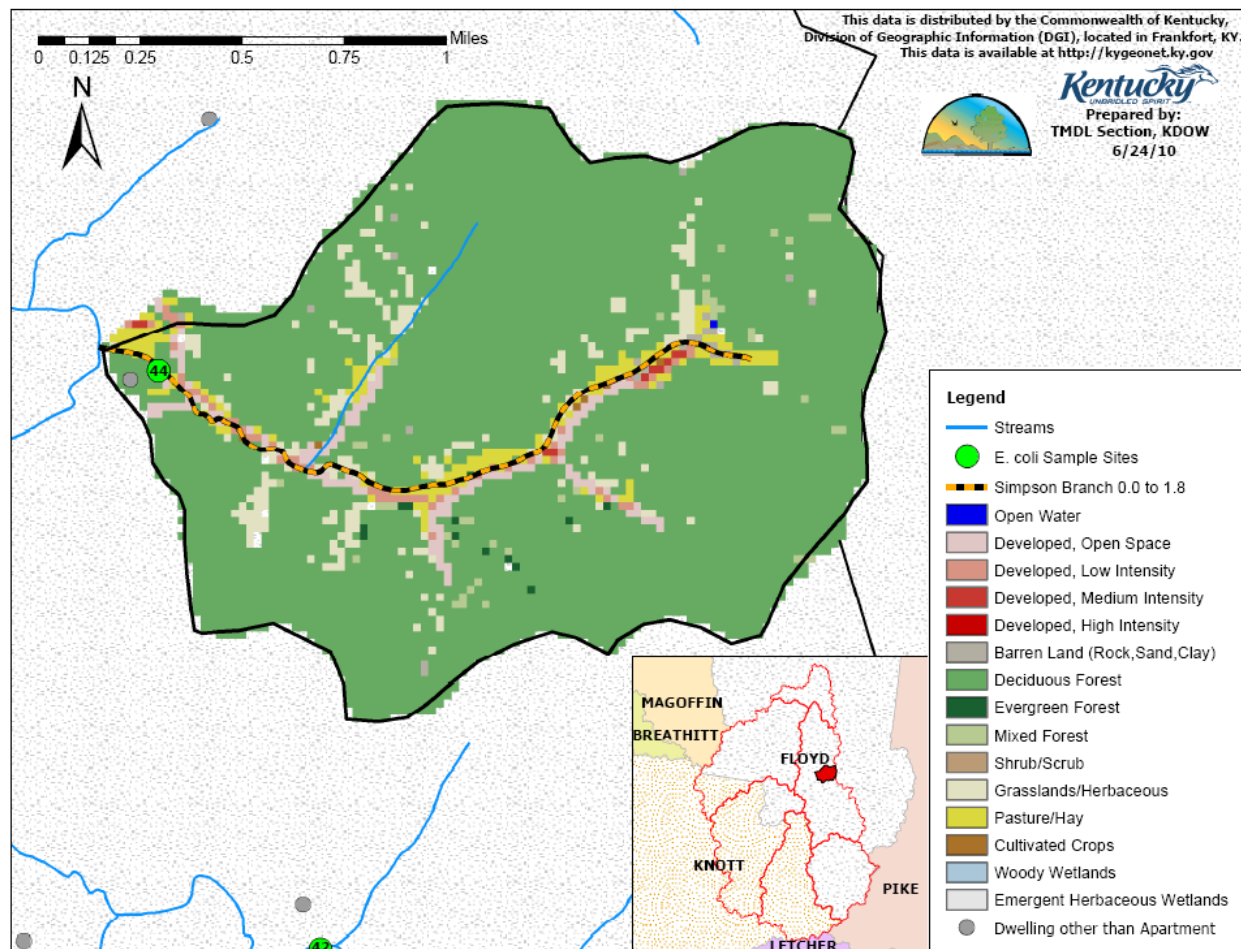 This data is distributed by the Commonwealth of Kentucky,
Division of Geographic Information (DGI), located in Frankfort, KY.
This data is available at http://kygeonet.ky.gov
Miles
0 0.125 0.25 0.5 0.75 1
N
Kentucky
UNBRIDLED SPIRIT
Prepared by:
TMDL Section, KDOW
6/24/10
44
Legend
Streams
E. coli Sample Sites
Simpson Branch 0.0 to 1.8
Open Water
Developed, Open Space
Developed, Low Intensity
Developed, Medium Intensity
Developed, High Intensity
Barren Land (Rock,Sand,Clay)
Deciduous Forest
Evergreen Forest
Mixed Forest
Shrub/Scrub
Grasslands/Herbaceous
Pasture/Hay
Cultivated Crops
Woody Wetlands
Emergent Herbaceous Wetlands
Dwelling other than Apartment
MAGOFFIN
BREATHITT
FLOYD
KNOTT
PIKE
LETCHER